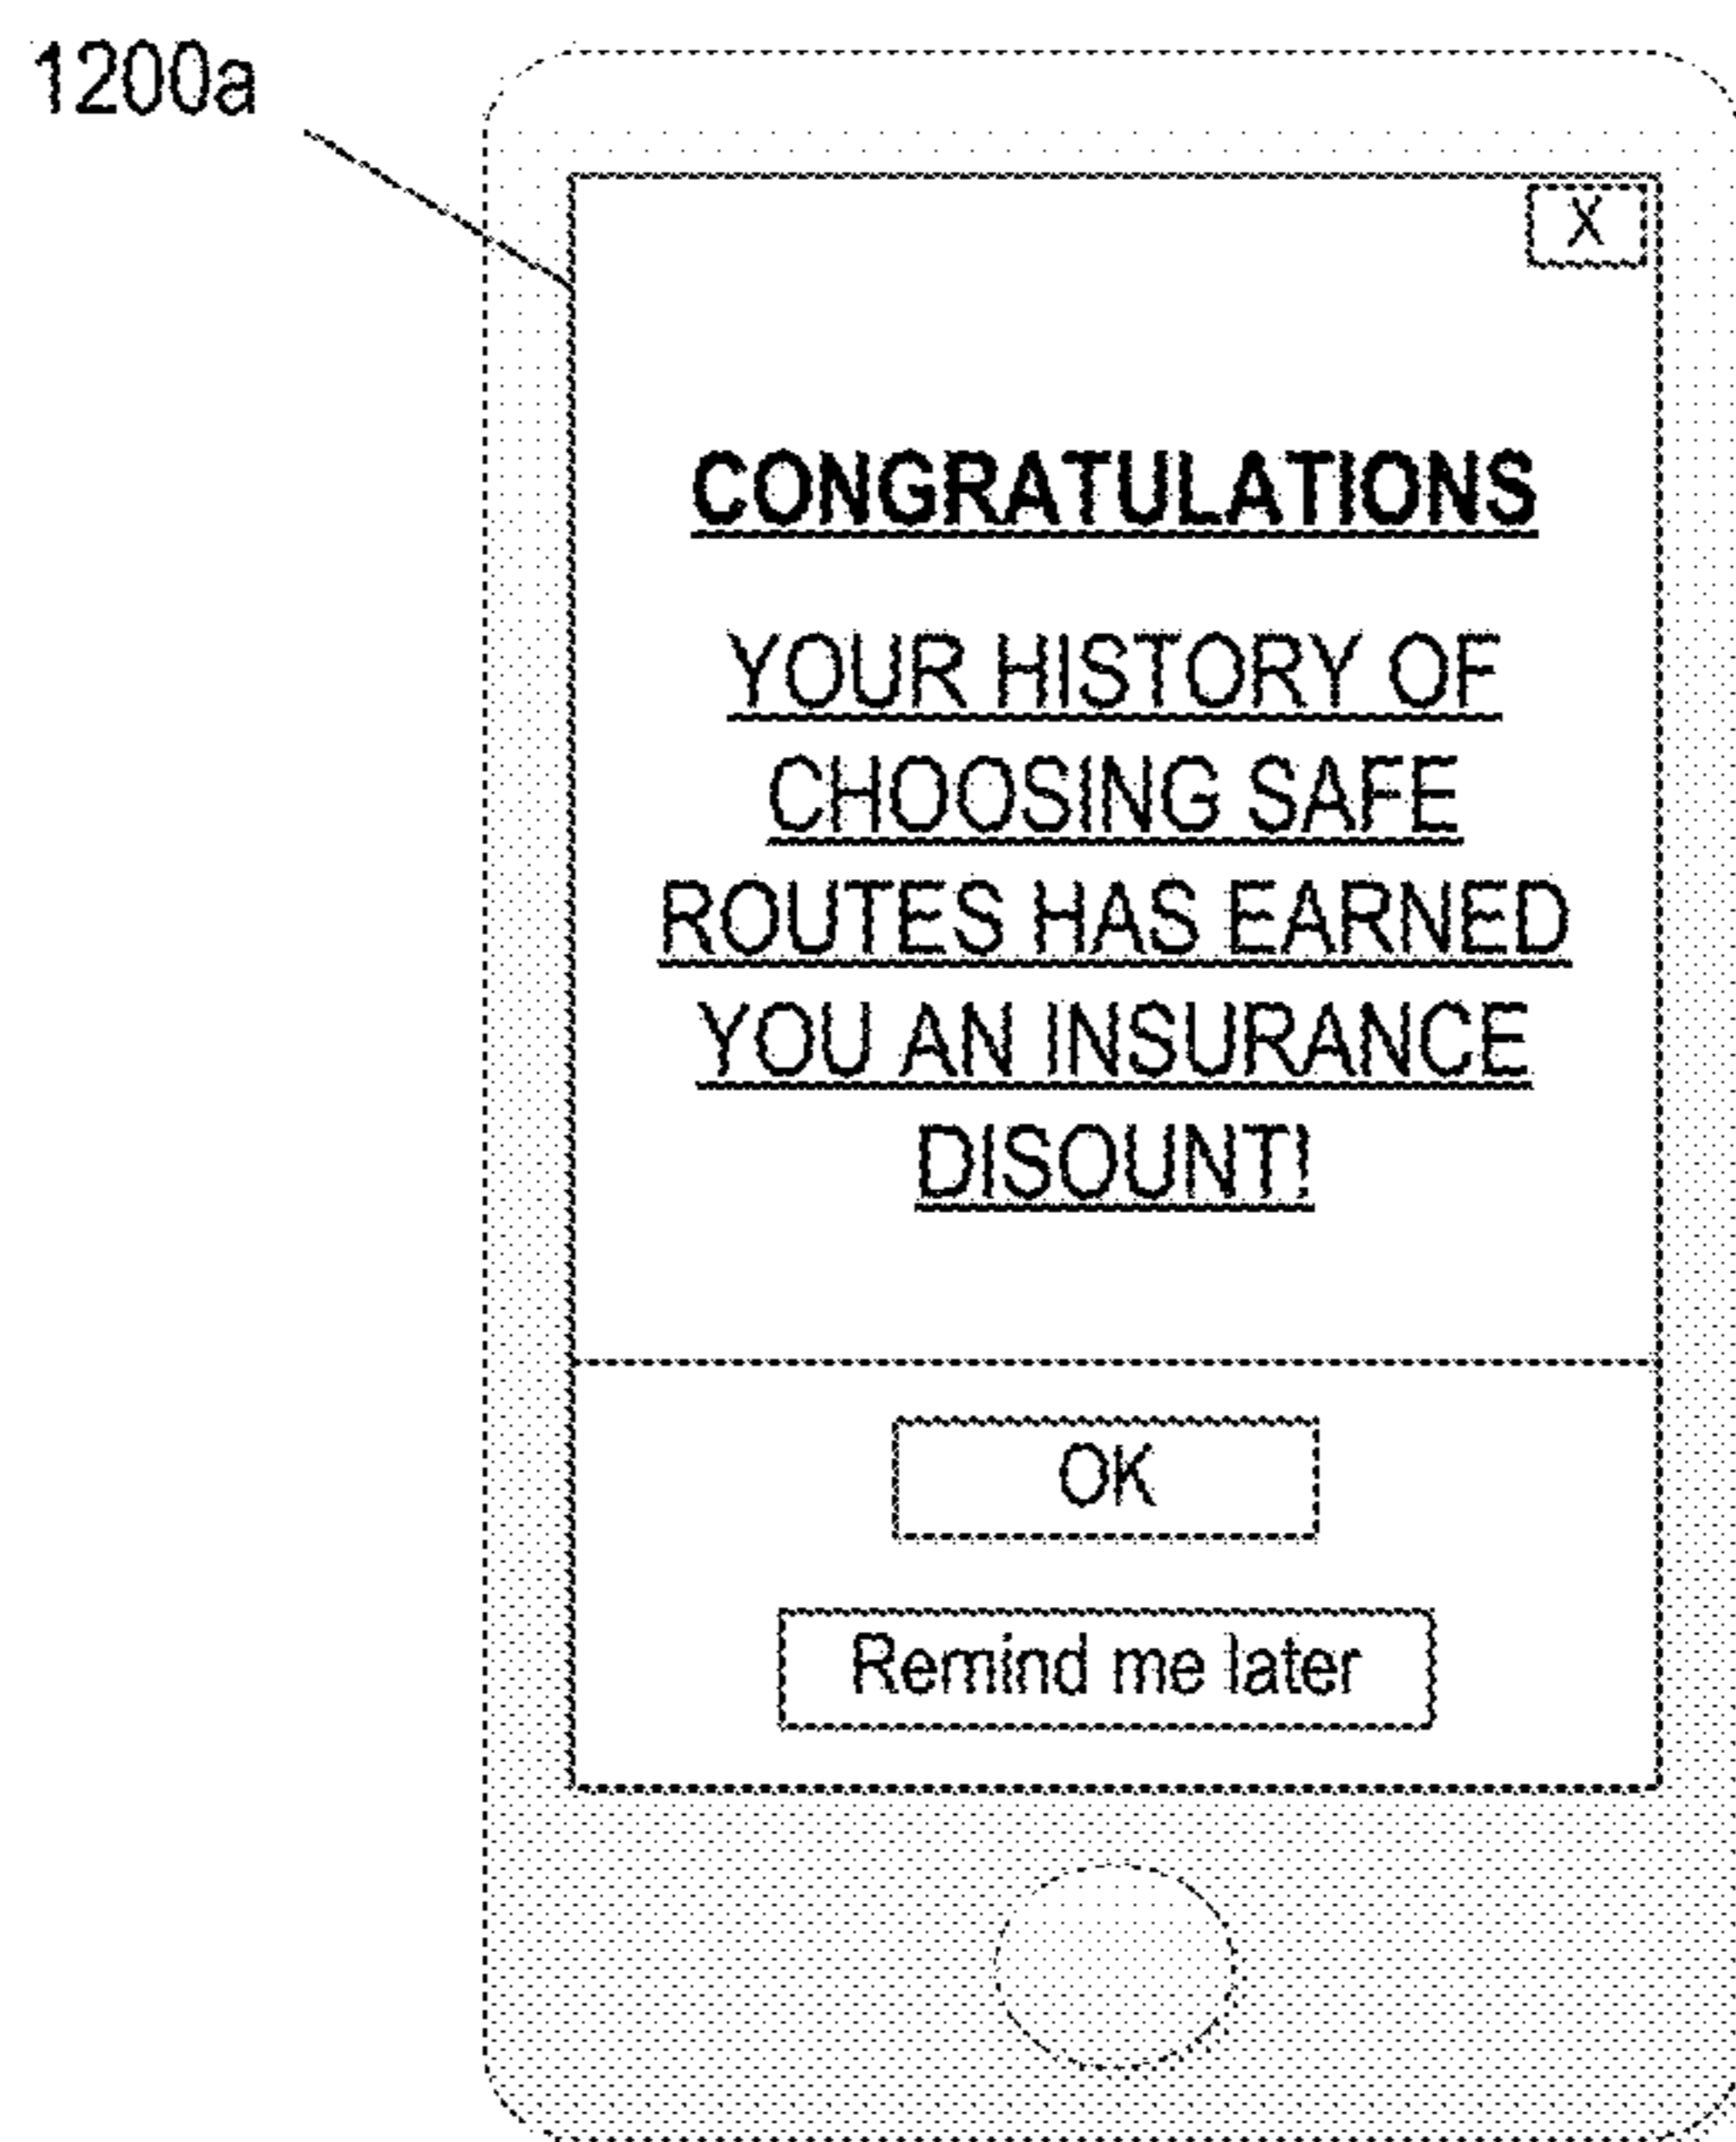 1200a
X
CONGRATULATIONS
YOUR HISTORY OF
CHOOSING SAFE
ROUTES HAS EARNED
YOU AN INSURANCE
DISOUNT!
OK
Remind me later